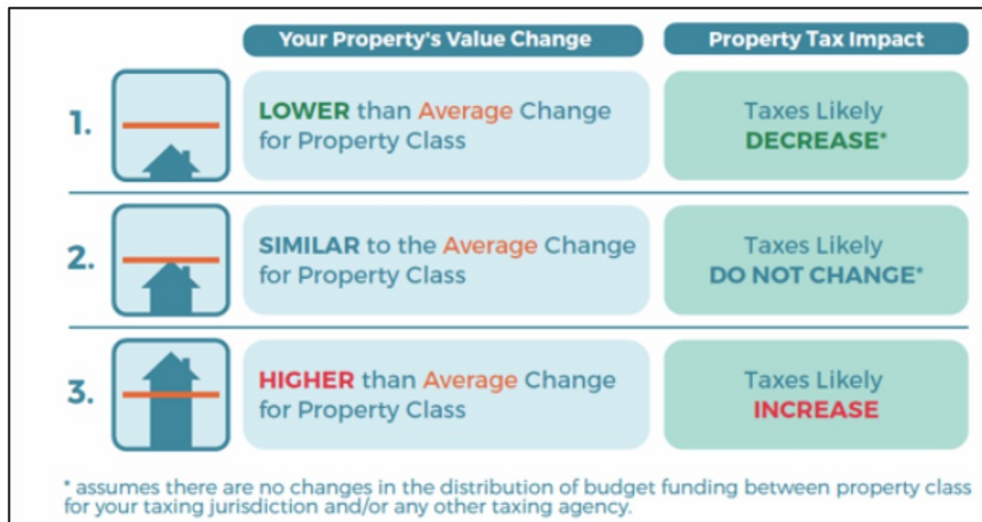 Your Property's Value Change
Property Tax Impact
1.
LOWER than Average Change
for Property Class
Taxes Likely
DECREASE*
2.
SIMILAR to the Average Change
for Property Class
Taxes Likely
DO NOT CHANGE*
3.
HIGHER than Average Change
for Property Class
Taxes Likely
INCREASE
* assumes there are no changes in the distribution of budget funding between property class
for your taxing jurisdiction and/or any other taxing agency.